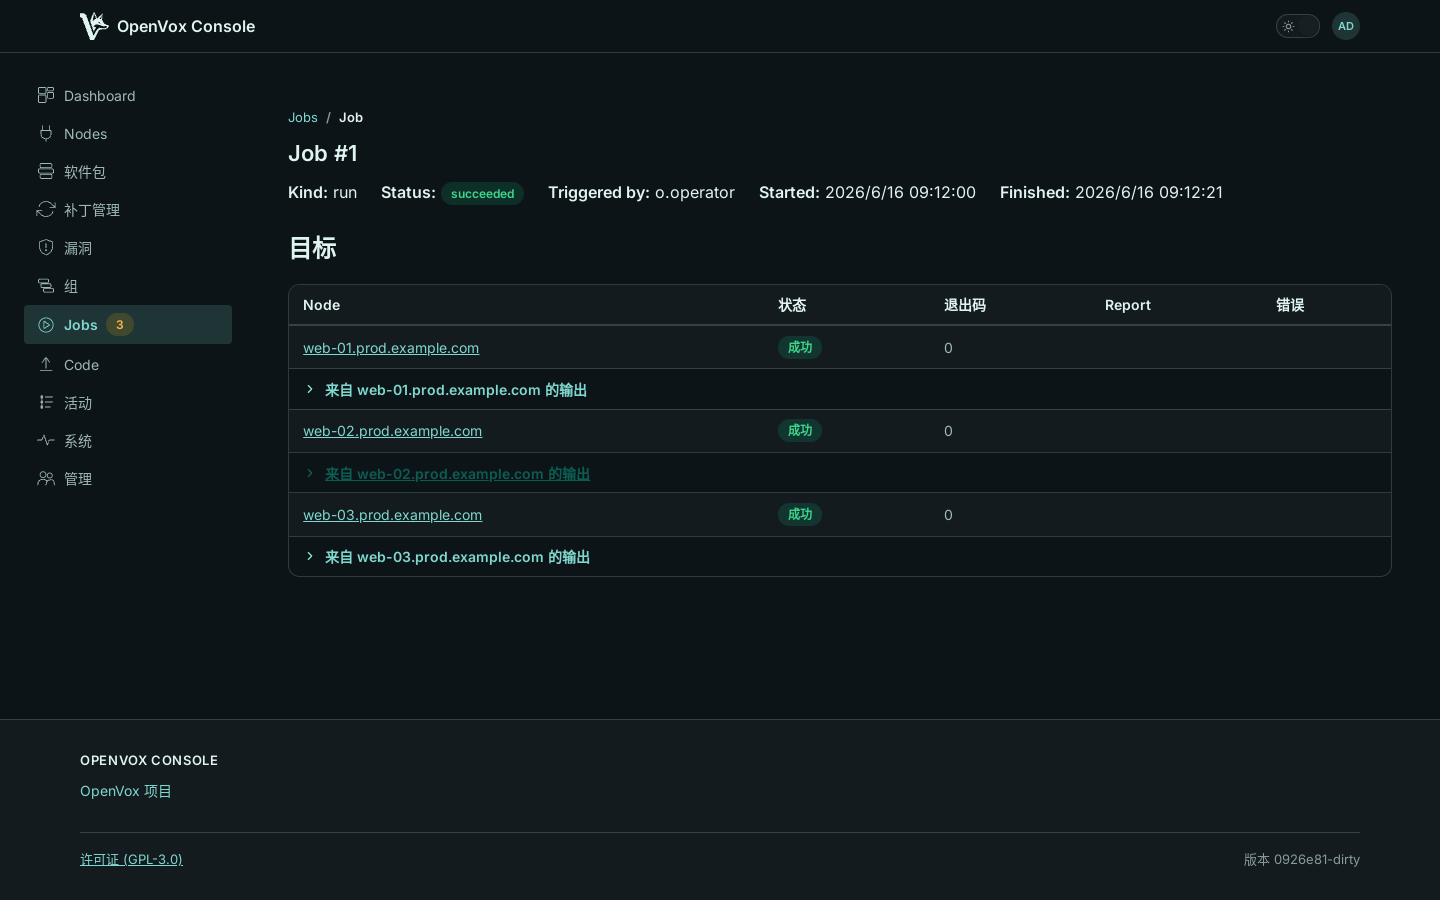 OpenVox Console
AD
Dashboard
Nodes
软件包
补丁管理
漏洞
组
Jobs 3
Code
活动
系统
管理
Jobs / Job
Job #1
Kind: run Status: succeeded Triggered by: o.operator Started: 2026/6/16 09:12:00 Finished: 2026/6/16 09:12:21
目标
Node 状态 退出码 Report 错误
web-01.prod.example.com 成功 0
来自 web-01.prod.example.com 的输出
web-02.prod.example.com 成功 0
来自 web-02.prod.example.com 的输出
web-03.prod.example.com 成功 0
来自 web-03.prod.example.com 的输出
OPENVOX CONSOLE
OpenVox 项目
许可证 (GPL-3.0)
版本 0926e81-dirty